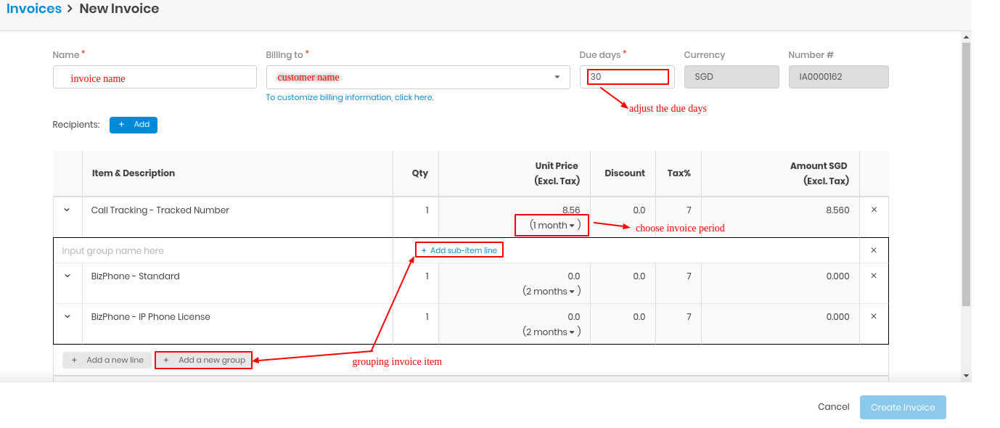 Invoices > New Invoice
Name * Billing to * Due days * Currency Number #
invoice name customer name 30 SGD IA0000162
To customize billing information, click here.
adjust the due days
Recipients: + Add
Item & Description Qty Unit Price (Excl. Tax) Discount Tax% Amount SGD (Excl. Tax)
Call Tracking - Tracked Number 1 8.56 0.0 7 8.560 ×
(1 month ) choose invoice period
Input group name here + Add sub-item line ×
BizPhone - Standard 1 0.0 0.0 7 0.000 ×
(2 months )
BizPhone - IP Phone License 1 0.0 0.0 7 0.000 ×
(2 months )
+ Add a new line + Add a new group grouping invoice item
Cancel Create Invoice